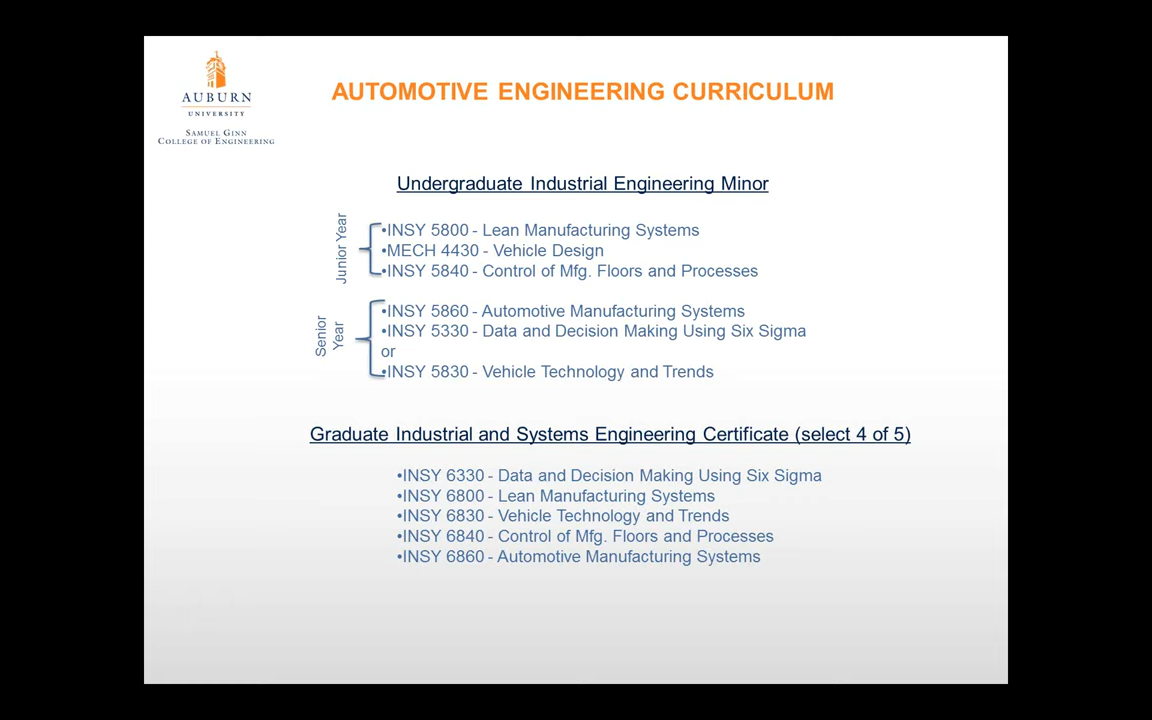 AUBURN
UNIVERSITY
SAMUEL GINN
COLLEGE OF ENGINEERING
AUTOMOTIVE ENGINEERING CURRICULUM
Undergraduate Industrial Engineering Minor
Junior Year
•INSY 5800 - Lean Manufacturing Systems
•MECH 4430 - Vehicle Design
•INSY 5840 - Control of Mfg. Floors and Processes
Senior
Year
•INSY 5860 - Automotive Manufacturing Systems
•INSY 5330 - Data and Decision Making Using Six Sigma
or
•INSY 5830 - Vehicle Technology and Trends
Graduate Industrial and Systems Engineering Certificate (select 4 of 5)
•INSY 6330 - Data and Decision Making Using Six Sigma
•INSY 6800 - Lean Manufacturing Systems
•INSY 6830 - Vehicle Technology and Trends
•INSY 6840 - Control of Mfg. Floors and Processes
•INSY 6860 - Automotive Manufacturing Systems